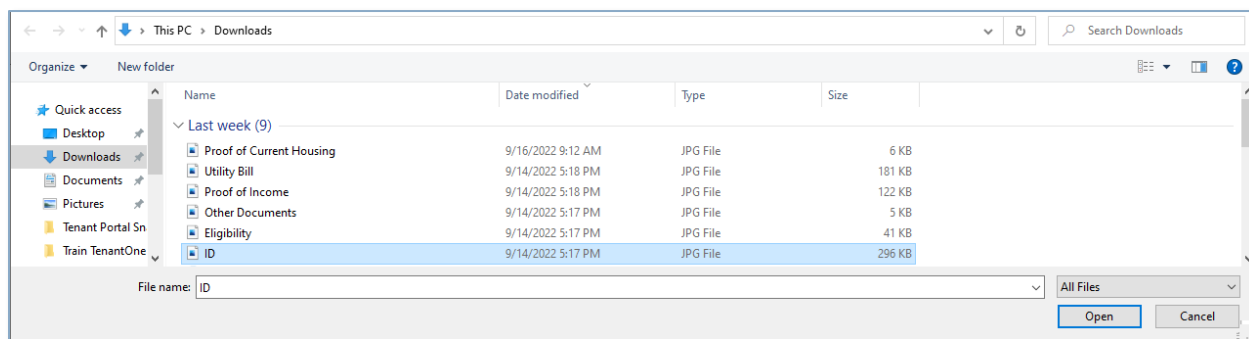 This PC > Downloads
Search Downloads
Organize
New folder
Name Date modified Type Size
Quick access
Desktop
Downloads
Documents
Pictures
Tenant Portal Sn
Train TenantOne
Last week (9)
Proof of Current Housing 9/16/2022 9:12 AM JPG File 6 KB
Utility Bill 9/14/2022 5:18 PM JPG File 181 KB
Proof of Income 9/14/2022 5:18 PM JPG File 122 KB
Other Documents 9/14/2022 5:17 PM JPG File 5 KB
Eligibility 9/14/2022 5:17 PM JPG File 41 KB
ID 9/14/2022 5:17 PM JPG File 296 KB
File name: ID
All Files
Open
Cancel